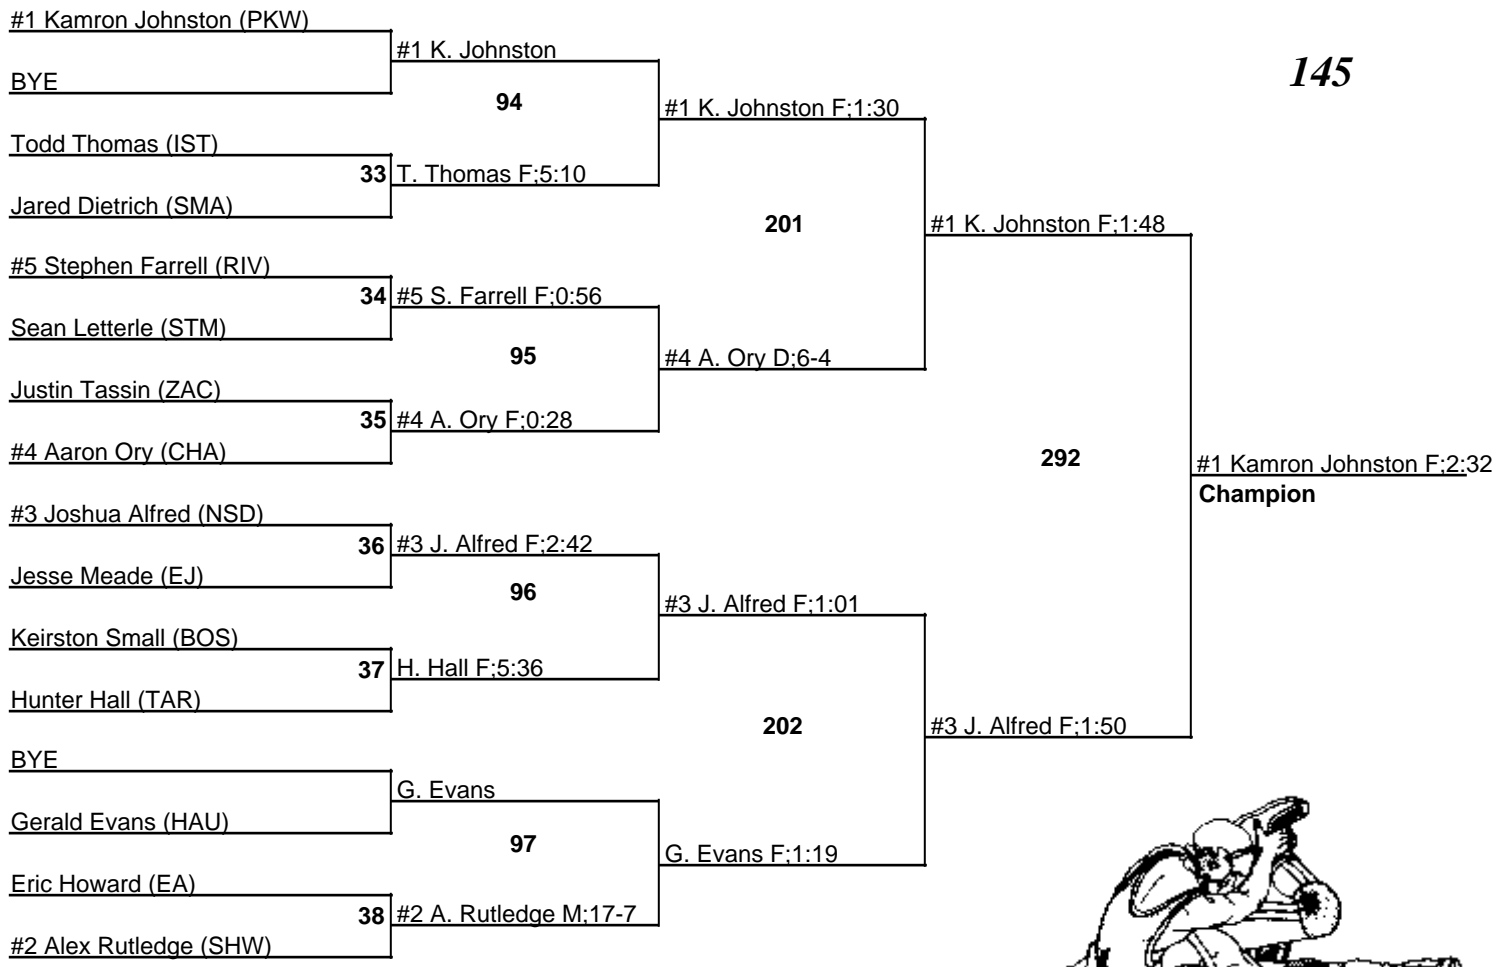 #1 Kamron Johnston (PKW)
#1 K. Johnston
145
BYE
94
#1 K. Johnston F;1:30
Todd Thomas (IST)
33 T. Thomas F;5:10
Jared Dietrich (SMA)
201
#1 K. Johnston F;1:48
#5 Stephen Farrell (RIV)
34 #5 S. Farrell F;0:56
Sean Letterle (STM)
95
#4 A. Ory D;6-4
Justin Tassin (ZAC)
35 #4 A. Ory F;0:28
#4 Aaron Ory (CHA)
292
#1 Kamron Johnston F;2:32
Champion
#3 Joshua Alfred (NSD)
36 #3 J. Alfred F;2:42
Jesse Meade (EJ)
96
#3 J. Alfred F;1:01
Keirston Small (BOS)
37 H. Hall F;5:36
Hunter Hall (TAR)
202
#3 J. Alfred F;1:50
BYE
G. Evans
Gerald Evans (HAU)
97
G. Evans F;1:19
Eric Howard (EA)
38 #2 A. Rutledge M;17-7
#2 Alex Rutledge (SHW)